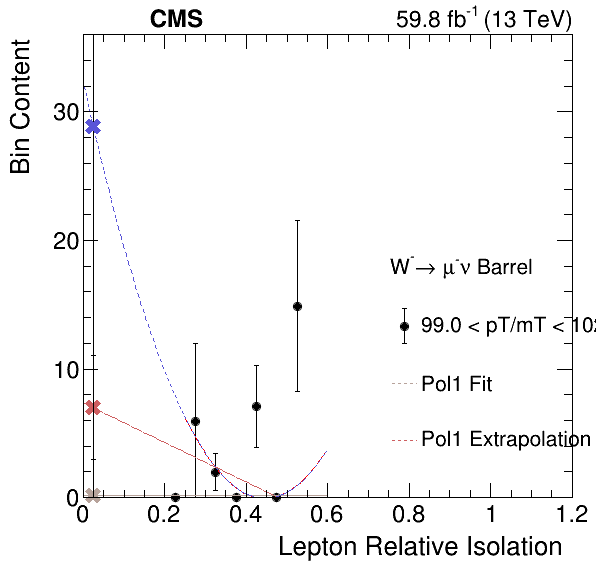 CMS
59.8 fb-1 (13 TeV)
Bin Content
30
20
10
0
W-→ μ-ν Barrel
99.0 < pT/mT < 102
Pol1 Fit
Pol1 Extrapolation
0 0.2 0.4 0.6 0.8 1 1.2
Lepton Relative Isolation